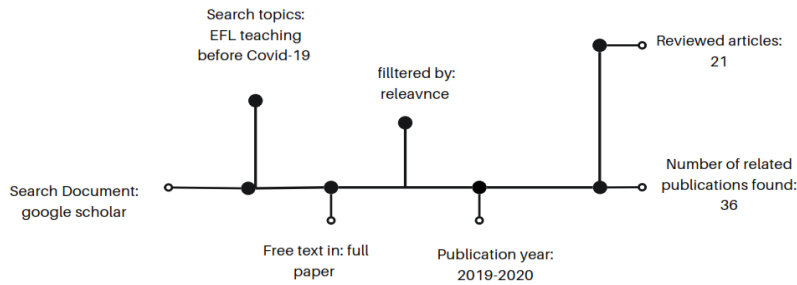 Search topics:
EFL teaching
before Covid-19
filltered by:
releavnce
Reviewed articles:
21
Search Document:
google scholar
Number of related
publications found:
36
Free text in: full
paper
Publication year:
2019-2020